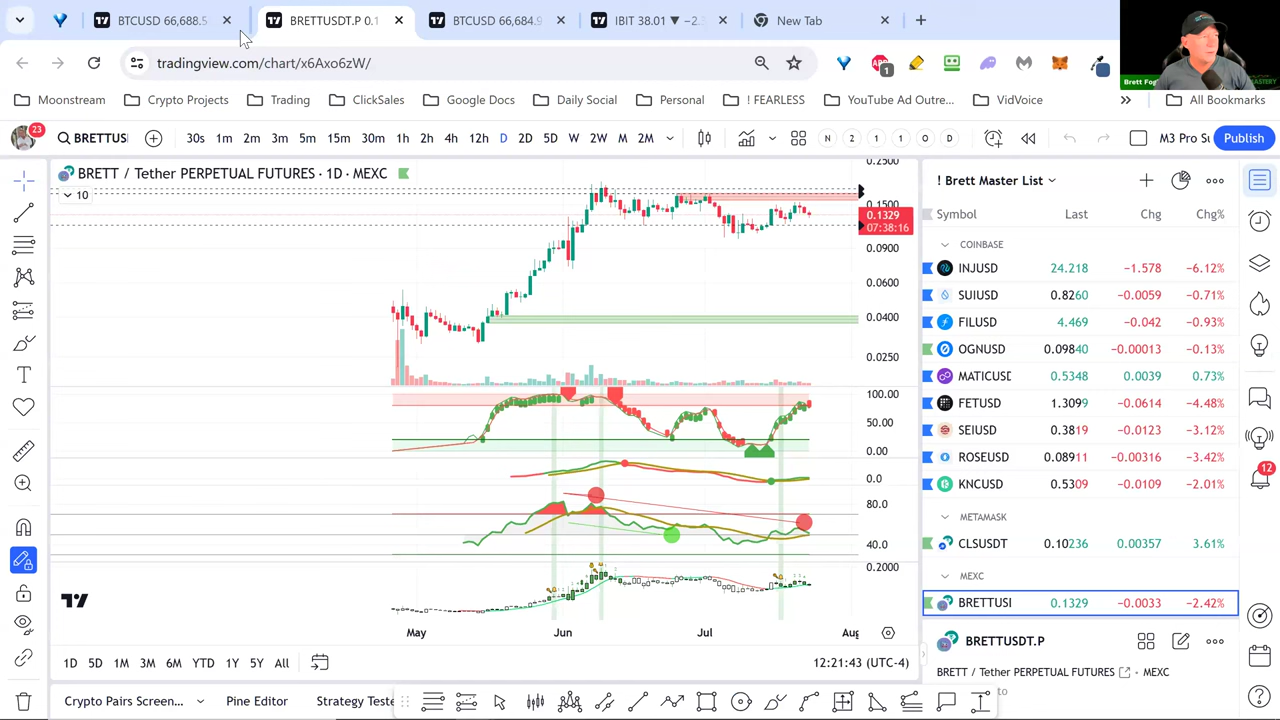 BTCUSD 66,688.5
BRETTUSDT.P 0.1
BTCUSD 66,684.9
IBIT 38.01 ▼ −2.
New Tab
tradingview.com/chart/x6Axo6zW/
1
Moonstream
Crypto Projects
Trading
ClickSales
Google Docs
Daily Social
Personal
! FEARLESS
YouTube Ad Outre...
VidVoice
All Bookmarks
Brett Fog
MASTERY
23
BRETTUS
30s 1m 2m 3m 5m 15m 30m 1h 2h 4h 12h D 2D 5D W 2W M 2M
N 2 1 1 O D
M3 Pro Su
Publish
BRETT / Tether PERPETUAL FUTURES · 1D · MEXC
10
0.2500
0.1500
0.1329
07:38:16
0.0900
0.0600
0.0400
0.0250
100.00
50.00
0.00
0.0
80.0
40.0
0.2000
May Jun Jul Aug
1D 5D 1M 3M 6M YTD 1Y 5Y All
12:21:43 (UTC-4)
Crypto Pairs Screen...
Pine Editor
Strategy Teste
! Brett Master List
Symbol Last Chg Chg%
COINBASE
INJUSD 24.218 −1.578 −6.12%
SUIUSD 0.8260 −0.0059 −0.71%
FILUSD 4.469 −0.042 −0.93%
OGNUSD 0.09840 −0.00013 −0.13%
MATICUSD 0.5348 0.0039 0.73%
FETUSD 1.3099 −0.0614 −4.48%
SEIUSD 0.3819 −0.0123 −3.12%
ROSEUSD 0.08911 −0.00316 −3.42%
KNCUSD 0.5309 −0.0109 −2.01%
METAMASK
CLSUSDT 0.10236 0.00357 3.61%
MEXC
BRETTUSI 0.1329 −0.0033 −2.42%
BRETTUSDT.P
BRETT / Tether PERPETUAL FUTURES · MEXC
12